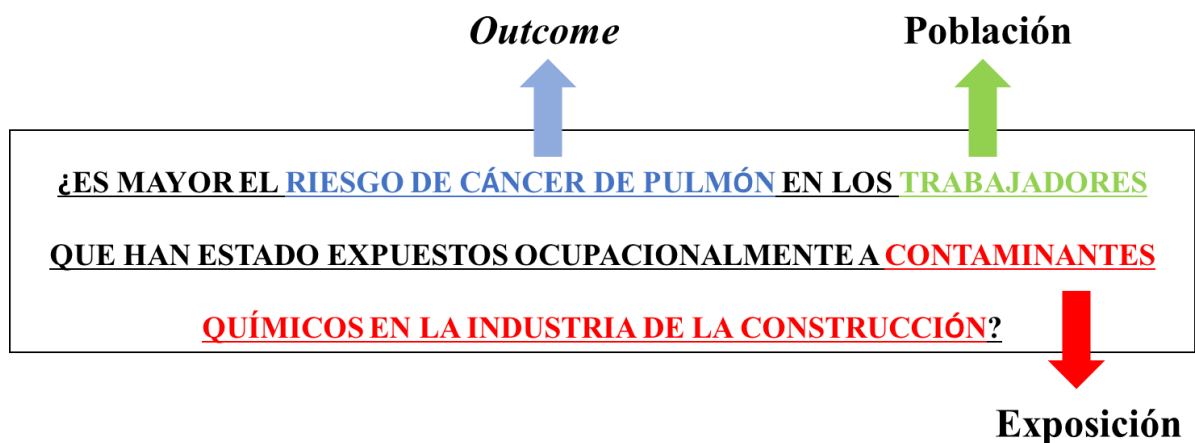 Outcome Población
¿ES MAYOR EL RIESGO DE CÁNCER DE PULMÓN EN LOS TRABAJADORES
QUE HAN ESTADO EXPUESTOS OCUPACIONALMENTE A CONTAMINANTES
QUÍMICOS EN LA INDUSTRIA DE LA CONSTRUCCIÓN?
Exposición